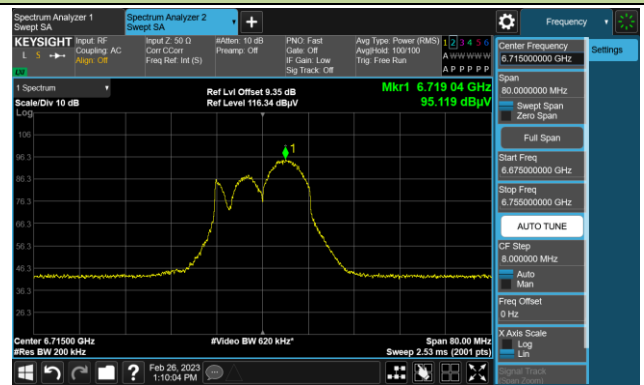 Spectrum Analyzer 1
Swept SA
Spectrum Analyzer 2
Swept SA
Frequency
KEYSIGHT
L S
Input: RF
Coupling: AC
Align: Off
Input Z: 50 Ω
Corr CCorr
Freq Ref: Int (S)
#Atten: 10 dB
Preamp: Off
PNO: Fast
Gate: Off
IF Gain: Low
Sig Track: Off
Avg Type: Power (RMS)
Avg|Hold: 100/100
Trig: Free Run
1 2 3 4 5 6
A W W W W W
A P P P P P
1 Spectrum
Scale/Div 10 dB
Log
Ref Lvl Offset 9.35 dB
Ref Level 116.34 dBµV
Mkr1 6.719 04 GHz
95.119 dBµV
1
106
96.3
86.3
76.3
66.3
56.3
46.3
36.3
26.3
Center 6.71500 GHz
#Res BW 200 kHz
#Video BW 620 kHz*
Span 80.00 MHz
Sweep 2.53 ms (2001 pts)
Feb 26, 2023
1:10:04 PM
Center Frequency
6.715000000 GHz
Settings
Span
80.0000000 MHz
Swept Span
Zero Span
Full Span
Start Freq
6.675000000 GHz
Stop Freq
6.755000000 GHz
AUTO TUNE
CF Step
8.000000 MHz
Auto
Man
Freq Offset
0 Hz
X Axis Scale
Log
Lin
Signal Track
(Span Zoom)